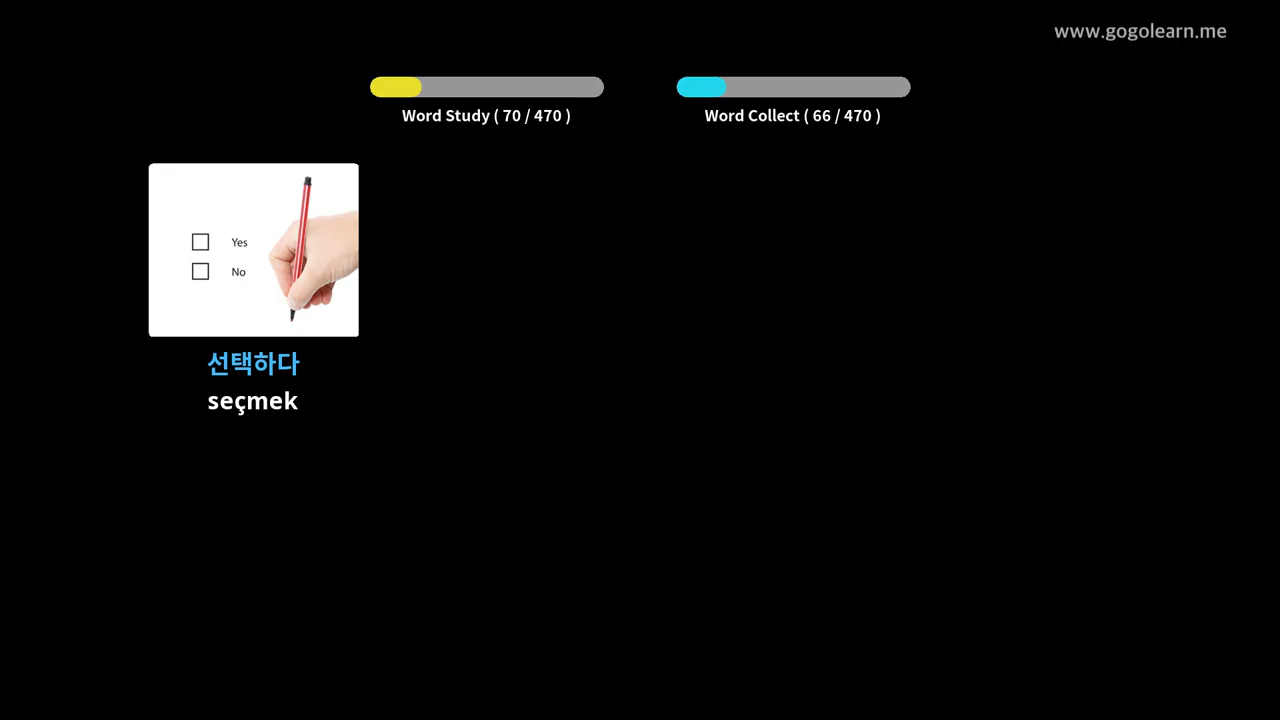 www.gogolearn.me
Word Study ( 70 / 470 )
Word Collect ( 66 / 470 )
Yes
No
선택하다
seçmek